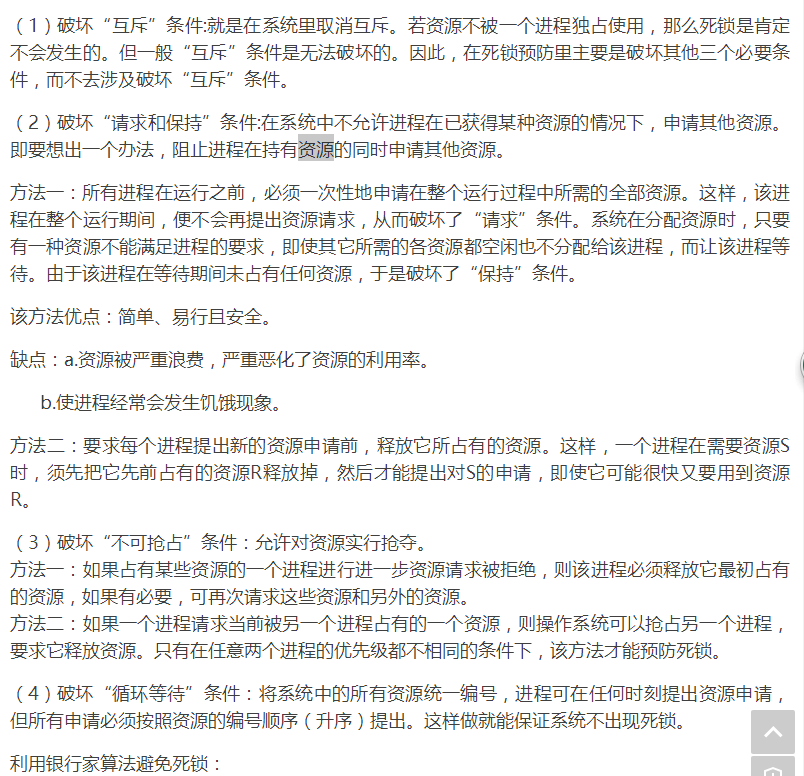 （1）破坏“互斥”条件:就是在系统里取消互斥。若资源不被一个进程独占使用，那么死锁是肯定
不会发生的。但一般“互斥”条件是无法破坏的。因此，在死锁预防里主要是破坏其他三个必要条
件，而不去涉及破坏“互斥”条件。
（2）破坏“请求和保持”条件:在系统中不允许进程在已获得某种资源的情况下，申请其他资源。
即要想出一个办法，阻止进程在持有资源的同时申请其他资源。
方法一：所有进程在运行之前，必须一次性地申请在整个运行过程中所需的全部资源。这样，该进
程在整个运行期间，便不会再提出资源请求，从而破坏了“请求”条件。系统在分配资源时，只要
有一种资源不能满足进程的要求，即使其它所需的各资源都空闲也不分配给该进程，而让该进程等
待。由于该进程在等待期间未占有任何资源，于是破坏了“保持”条件。
该方法优点：简单、易行且安全。
缺点：a.资源被严重浪费，严重恶化了资源的利用率。
b.使进程经常会发生饥饿现象。
方法二：要求每个进程提出新的资源申请前，释放它所占有的资源。这样，一个进程在需要资源S
时，须先把它先前占有的资源R释放掉，然后才能提出对S的申请，即使它可能很快又要用到资源
R。
（3）破坏“不可抢占”条件：允许对资源实行抢夺。
方法一：如果占有某些资源的一个进程进行进一步资源请求被拒绝，则该进程必须释放它最初占有
的资源，如果有必要，可再次请求这些资源和另外的资源。
方法二：如果一个进程请求当前被另一个进程占有的一个资源，则操作系统可以抢占另一个进程，
要求它释放资源。只有在任意两个进程的优先级都不相同的条件下，该方法才能预防死锁。
（4）破坏“循环等待”条件：将系统中的所有资源统一编号，进程可在任何时刻提出资源申请，
但所有申请必须按照资源的编号顺序（升序）提出。这样做就能保证系统不出现死锁。
利用银行家算法避免死锁：